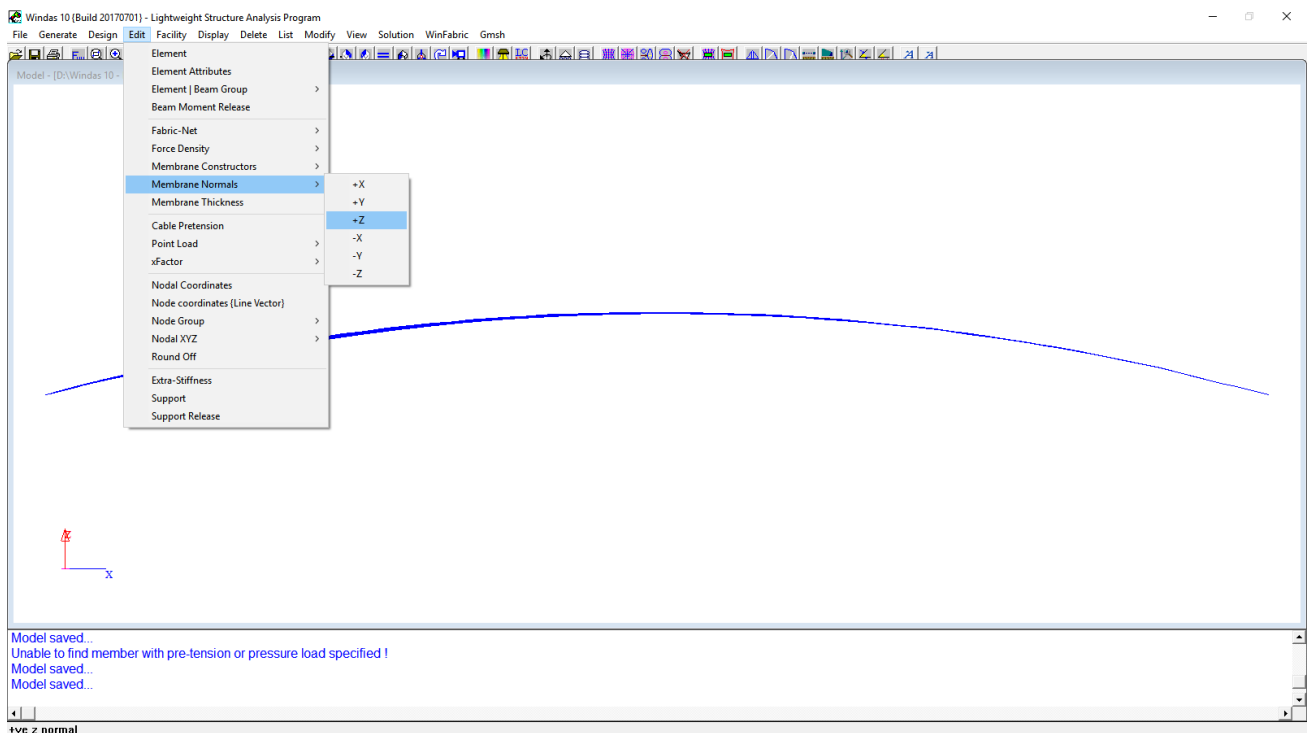 Windas 10 {Build 20170701} - Lightweight Structure Analysis Program
File Generate Design Edit Facility Display Delete List Modify View Solution WinFabric Gmsh
Model - [D:\Windas 10 -
Element
Element Attributes
Element | Beam Group
Beam Moment Release
Fabric-Net
Force Density
Membrane Constructors
Membrane Normals
Membrane Thickness
Cable Pretension
Point Load
xFactor
Nodal Coordinates
Node coordinates {Line Vector}
Node Group
Nodal XYZ
Round Off
Extra-Stiffness
Support
Support Release
+X
+Y
+Z
-X
-Y
-Z
X
Model saved...
Unable to find member with pre-tension or pressure load specified !
Model saved...
Model saved...
+ve z normal